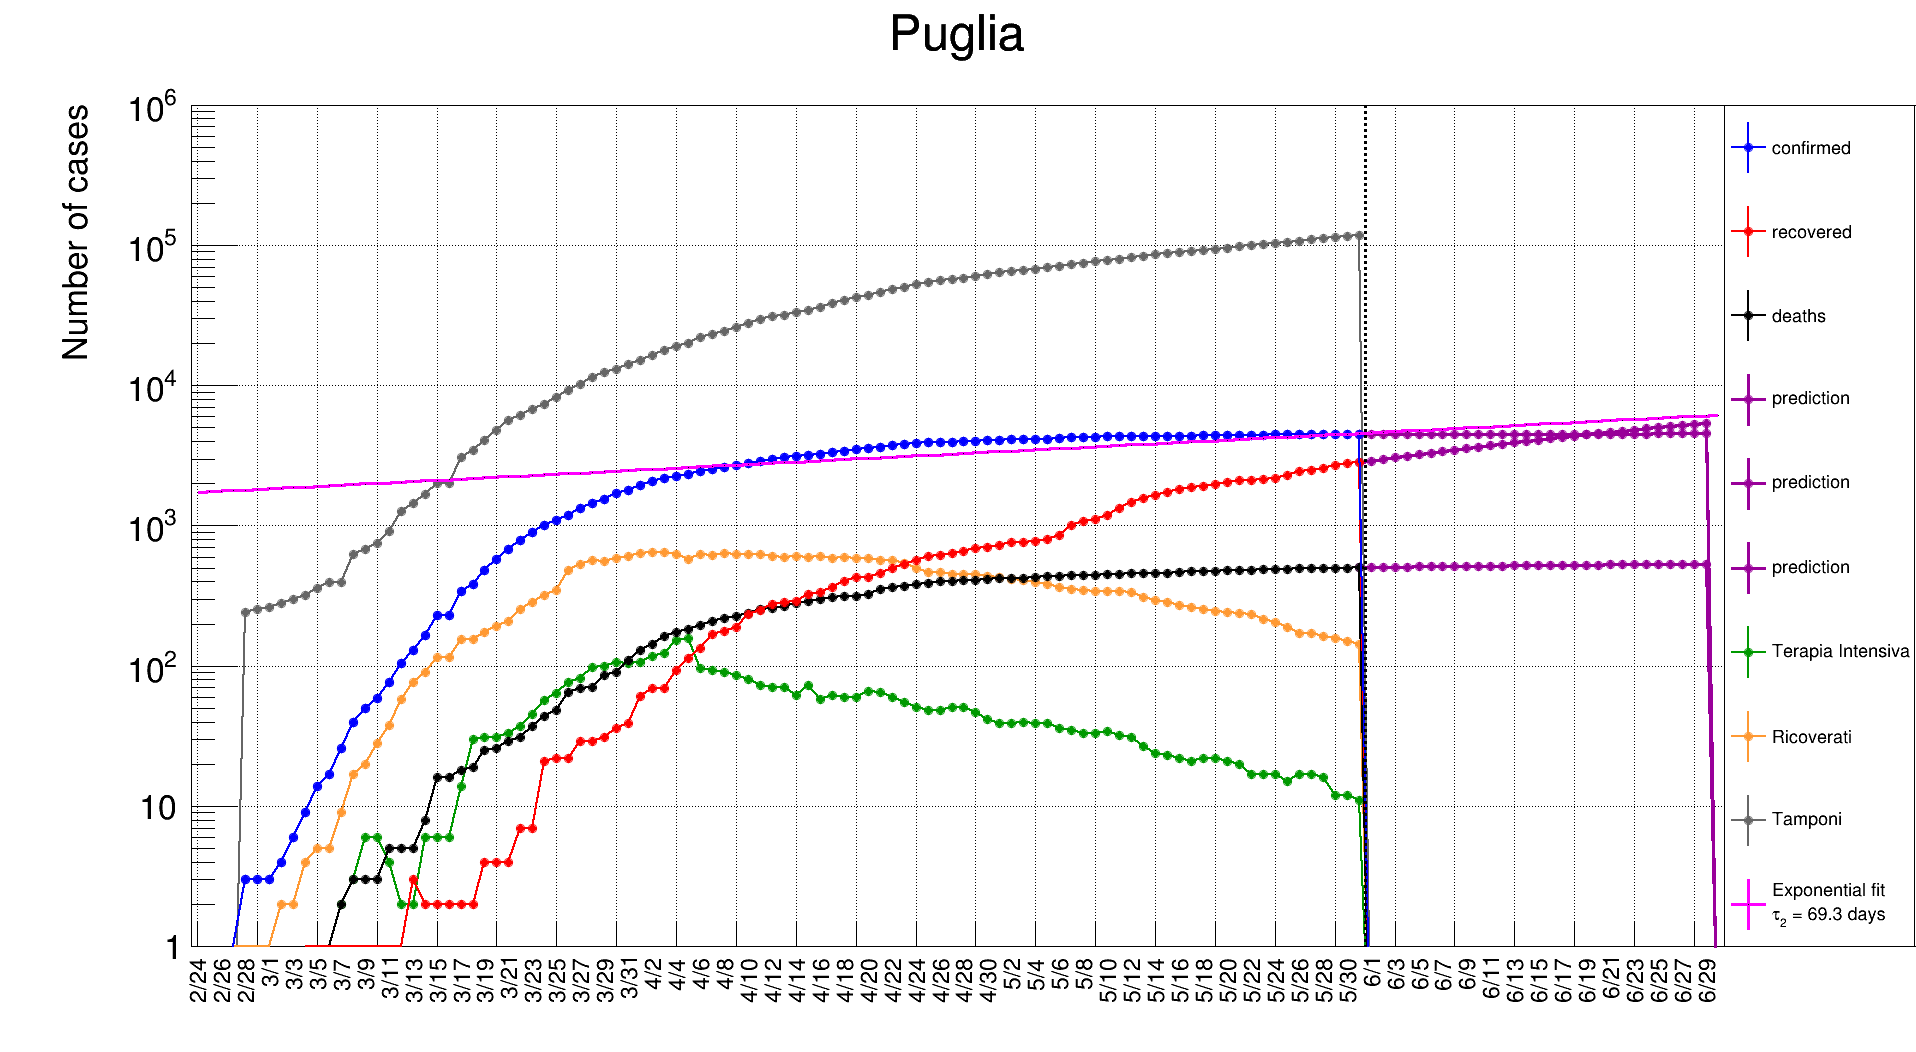 Puglia
Number of cases
10^6
10^5
10^4
10^3
10^2
10
1
2/24 2/26 2/28 3/1 3/3 3/5 3/7 3/9 3/11 3/13 3/15 3/17 3/19 3/21 3/23 3/25 3/27 3/29 3/31 4/2 4/4 4/6 4/8 4/10 4/12 4/14 4/16 4/18 4/20 4/22 4/24 4/26 4/28 4/30 5/2 5/4 5/6 5/8 5/10 5/12 5/14 5/16 5/18 5/20 5/22 5/24 5/26 5/28 5/30 6/1 6/3 6/5 6/7 6/9 6/11 6/13 6/15 6/17 6/19 6/21 6/23 6/25 6/27 6/29
confirmed
recovered
deaths
prediction
prediction
prediction
Terapia Intensiva
Ricoverati
Tamponi
Exponential fit
τ₂ = 69.3 days